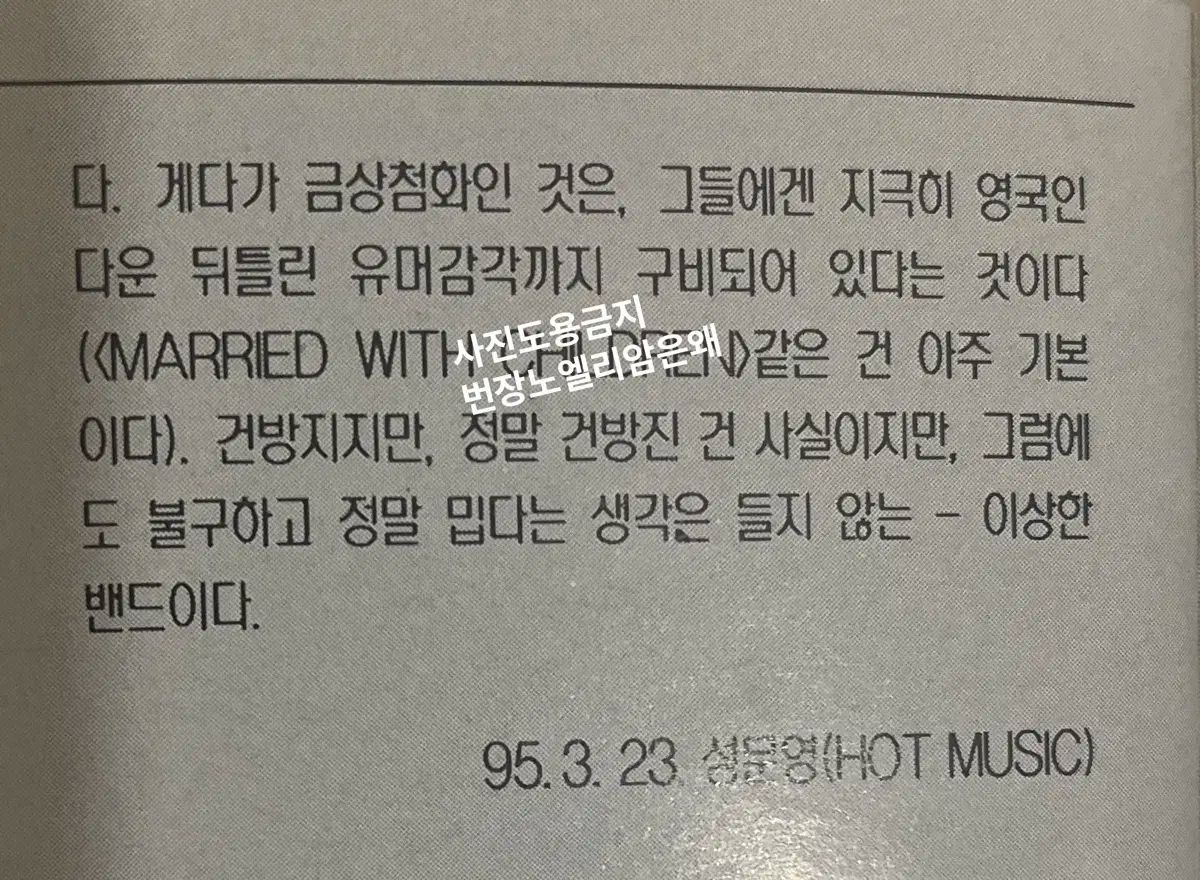 다. 게다가 금상첨화인 것은, 그들에겐 지극히 영국인
다운 뒤틀린 유머감각까지 구비되어 있다는 것이다
(<MARRIED WITH CHILDREN>같은 건 아주 기본
이다). 건방지지만, 정말 건방진 건 사실이지만, 그럼에
도 불구하고 정말 밉다는 생각은 들지 않는 - 이상한
밴드이다.
95. 3. 23. 성문영(HOT MUSIC)
사진도용금지
번장노엘리암은왜